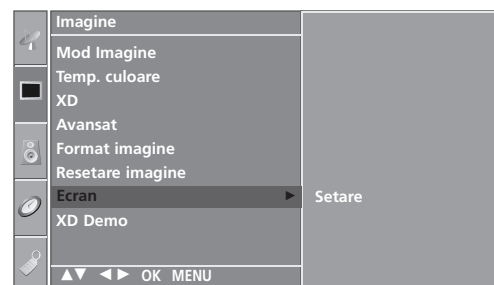 Imagine
Mod Imagine
Temp. culoare
XD
Avansat
Format imagine
Resetare imagine
Ecran ► Setare
XD Demo
▲▼ ◄► OK MENU